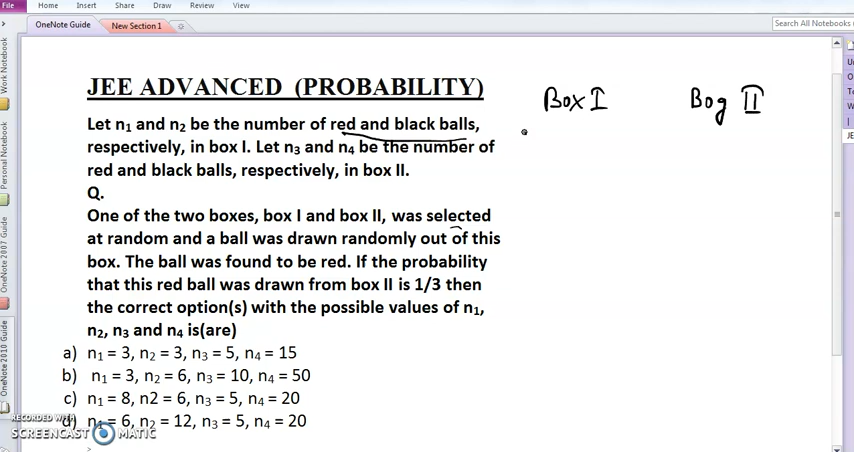 File Home Insert Share Draw Review View
OneNote Guide New Section 1
Search All Notebooks (
Work Notebook
Personal Notebook
OneNote 2007 Guide
OneNote 2010 Guide
JEE ADVANCED (PROBABILITY)
Box I Bog II
Let n₁ and n₂ be the number of red and black balls,
respectively, in box I. Let n₃ and n₄ be the number of
red and black balls, respectively, in box II.
Q.
One of the two boxes, box I and box II, was selected
at random and a ball was drawn randomly out of this
box. The ball was found to be red. If the probability
that this red ball was drawn from box II is 1/3 then
the correct option(s) with the possible values of n₁,
n₂, n₃ and n₄ is(are)
a) n₁ = 3, n₂ = 3, n₃ = 5, n₄ = 15
b) n₁ = 3, n₂ = 6, n₃ = 10, n₄ = 50
c) n₁ = 8, n2 = 6, n₃ = 5, n₄ = 20
d) n₁ = 6, n₂ = 12, n₃ = 5, n₄ = 20
RECORDED WITH
SCREENCAST MATIC